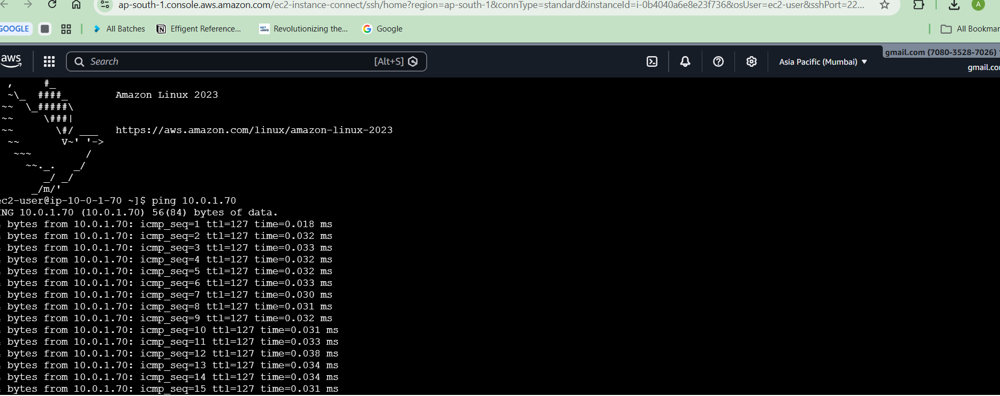 ap-south-1.console.aws.amazon.com/ec2-instance-connect/ssh/home?region=ap-south-1&connType=standard&instanceId=i-0b4040a6e8e23f736&osUser=ec2-user&sshPort=22... A
GOOGLE All Batches Effigent Reference... Revolutionizing the... Google All Bookmar
aws Search [Alt+S] Asia Pacific (Mumbai) ▼ gmail.com (7080-3528-7026)
gmail.co
   ,     #_
  ~\_  ####_        Amazon Linux 2023
~~  \_#####\
~~     \###|
~~       \#/ ___   https://aws.amazon.com/linux/amazon-linux-2023
 ~~       V~' '->
  ~~~         /
    ~~._.   _/
       _/ _/
     _/m/'
ec2-user@ip-10-0-1-70 ~]$ ping 10.0.1.70
ING 10.0.1.70 (10.0.1.70) 56(84) bytes of data.
bytes from 10.0.1.70: icmp_seq=1 ttl=127 time=0.018 ms
bytes from 10.0.1.70: icmp_seq=2 ttl=127 time=0.032 ms
bytes from 10.0.1.70: icmp_seq=3 ttl=127 time=0.033 ms
bytes from 10.0.1.70: icmp_seq=4 ttl=127 time=0.032 ms
bytes from 10.0.1.70: icmp_seq=5 ttl=127 time=0.032 ms
bytes from 10.0.1.70: icmp_seq=6 ttl=127 time=0.033 ms
bytes from 10.0.1.70: icmp_seq=7 ttl=127 time=0.030 ms
bytes from 10.0.1.70: icmp_seq=8 ttl=127 time=0.031 ms
bytes from 10.0.1.70: icmp_seq=9 ttl=127 time=0.032 ms
bytes from 10.0.1.70: icmp_seq=10 ttl=127 time=0.031 ms
bytes from 10.0.1.70: icmp_seq=11 ttl=127 time=0.033 ms
bytes from 10.0.1.70: icmp_seq=12 ttl=127 time=0.038 ms
bytes from 10.0.1.70: icmp_seq=13 ttl=127 time=0.034 ms
bytes from 10.0.1.70: icmp_seq=14 ttl=127 time=0.034 ms
bytes from 10.0.1.70: icmp_seq=15 ttl=127 time=0.031 ms